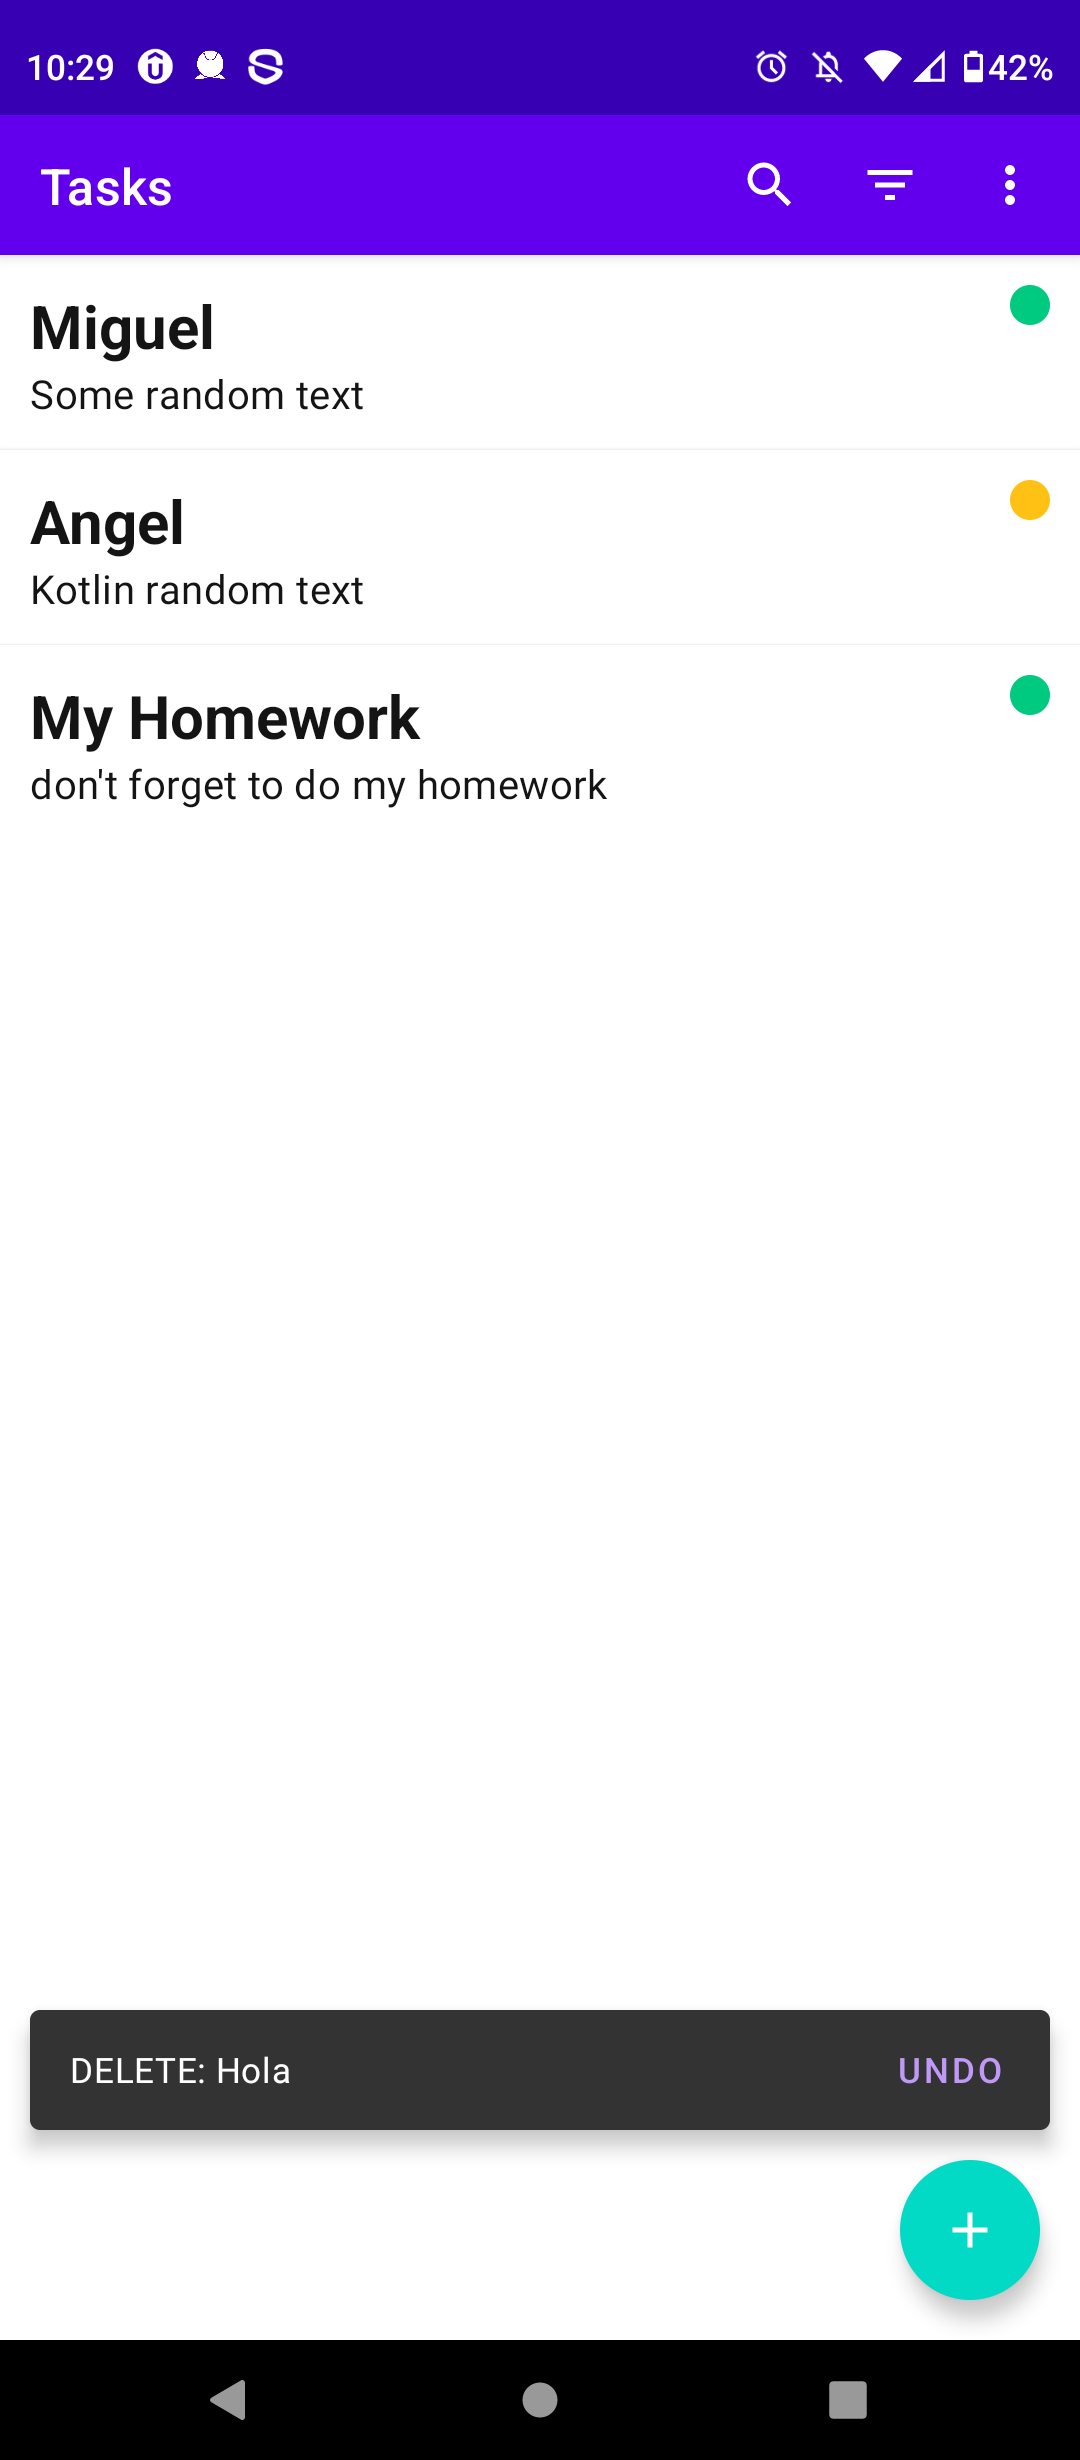 10:29
42%
Tasks
Miguel
Some random text
Angel
Kotlin random text
My Homework
don't forget to do my homework
DELETE: Hola
UNDO